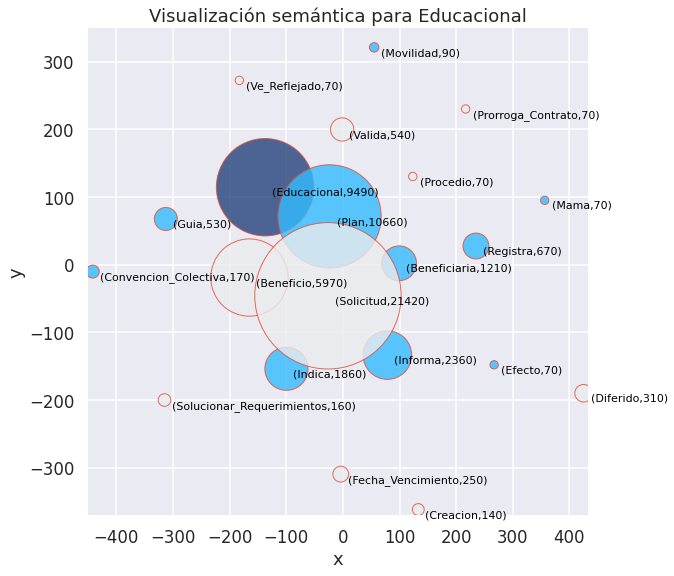 Visualización semántica para Educacional
300
200
100
0
−100
−200
−300
y
(Movilidad,90)
(Ve_Reflejado,70)
(Prorroga_Contrato,70)
(Valida,540)
(Procedio,70)
(Educacional,9490)
(Mama,70)
(Guia,530)
(Plan,10660)
(Registra,670)
(Beneficiaria,1210)
(Convencion_Colectiva,170)
(Beneficio,5970)
(Solicitud,21420)
(Informa,2360)
(Efecto,70)
(Indica,1860)
(Diferido,310)
(Solucionar_Requerimientos,160)
(Fecha_Vencimiento,250)
(Creacion,140)
−400 −300 −200 −100 0 100 200 300 400
x